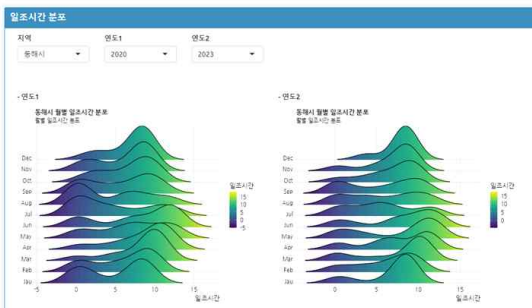 일조시간 분포
지역 연도1 연도2
동해시 2020 2023
- 연도1
동해시 월별 일조시간 분포
월별 일조시간 분포
Dec
Nov
Oct
Sep
Aug
Jul
Jun
May
Apr
Mar
Feb
Jan
-5 0 5 10 15
일조시간
일조시간
15
10
5
0
-5
- 연도2
동해시 월별 일조시간 분포
월별 일조시간 분포
Dec
Nov
Oct
Sep
Aug
Jul
Jun
May
Apr
Mar
Feb
Jan
0 5 10 15
일조시간
일조시간
15
10
5
0